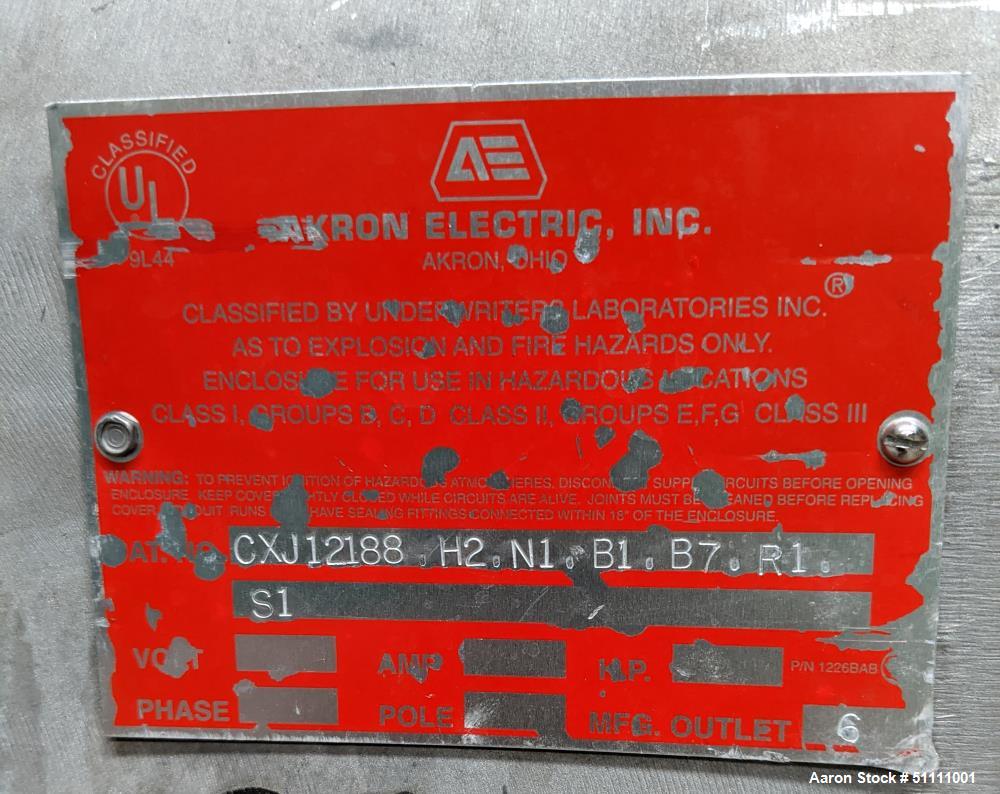 CLASSIFIED
UL
9L44
AE
AKRON ELECTRIC, INC.
AKRON, OHIO
®
CLASSIFIED BY UNDERWRITERS LABORATORIES INC.
AS TO EXPLOSION AND FIRE HAZARDS ONLY.
ENCLOSURE FOR USE IN HAZARDOUS LOCATIONS
CLASS I, GROUPS B, C, D CLASS II, GROUPS E,F,G CLASS III
WARNING: TO PREVENT IGNITION OF HAZARDOUS ATMOSPHERES, DISCONNECT SUPPLY CIRCUITS BEFORE OPENING
ENCLOSURE. KEEP COVER TIGHTLY CLOSED WHILE CIRCUITS ARE ALIVE. JOINTS MUST BE CLEANED BEFORE REPLACING
COVER. CONDUIT RUNS MUST HAVE SEALING FITTINGS CONNECTED WITHIN 18" OF THE ENCLOSURE.
CAT. NO. CXJ12188.H2.N1.B1.B7.R1.
S1
VOLT AMP H.P. P/N 1226BAB
PHASE POLE MFG. OUTLET 6
Aaron Stock # 51111001